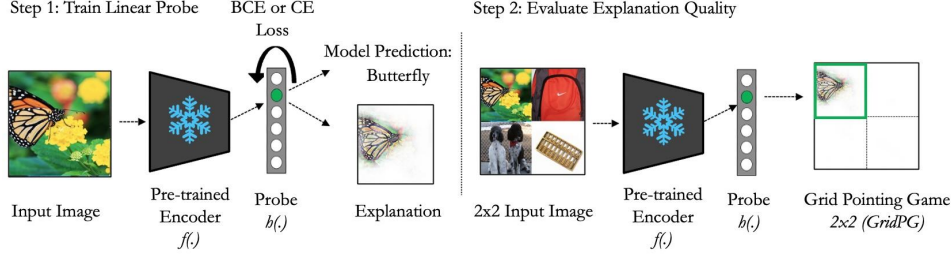 Step 1: Train Linear Probe
BCE or CE
Loss
Model Prediction:
Butterfly
Input Image
Pre-trained
Encoder
f(.)
Probe
h(.)
Explanation
Step 2: Evaluate Explanation Quality
2x2 Input Image
Pre-trained
Encoder
f(.)
Probe
h(.)
Grid Pointing Game
2x2 (GridPG)